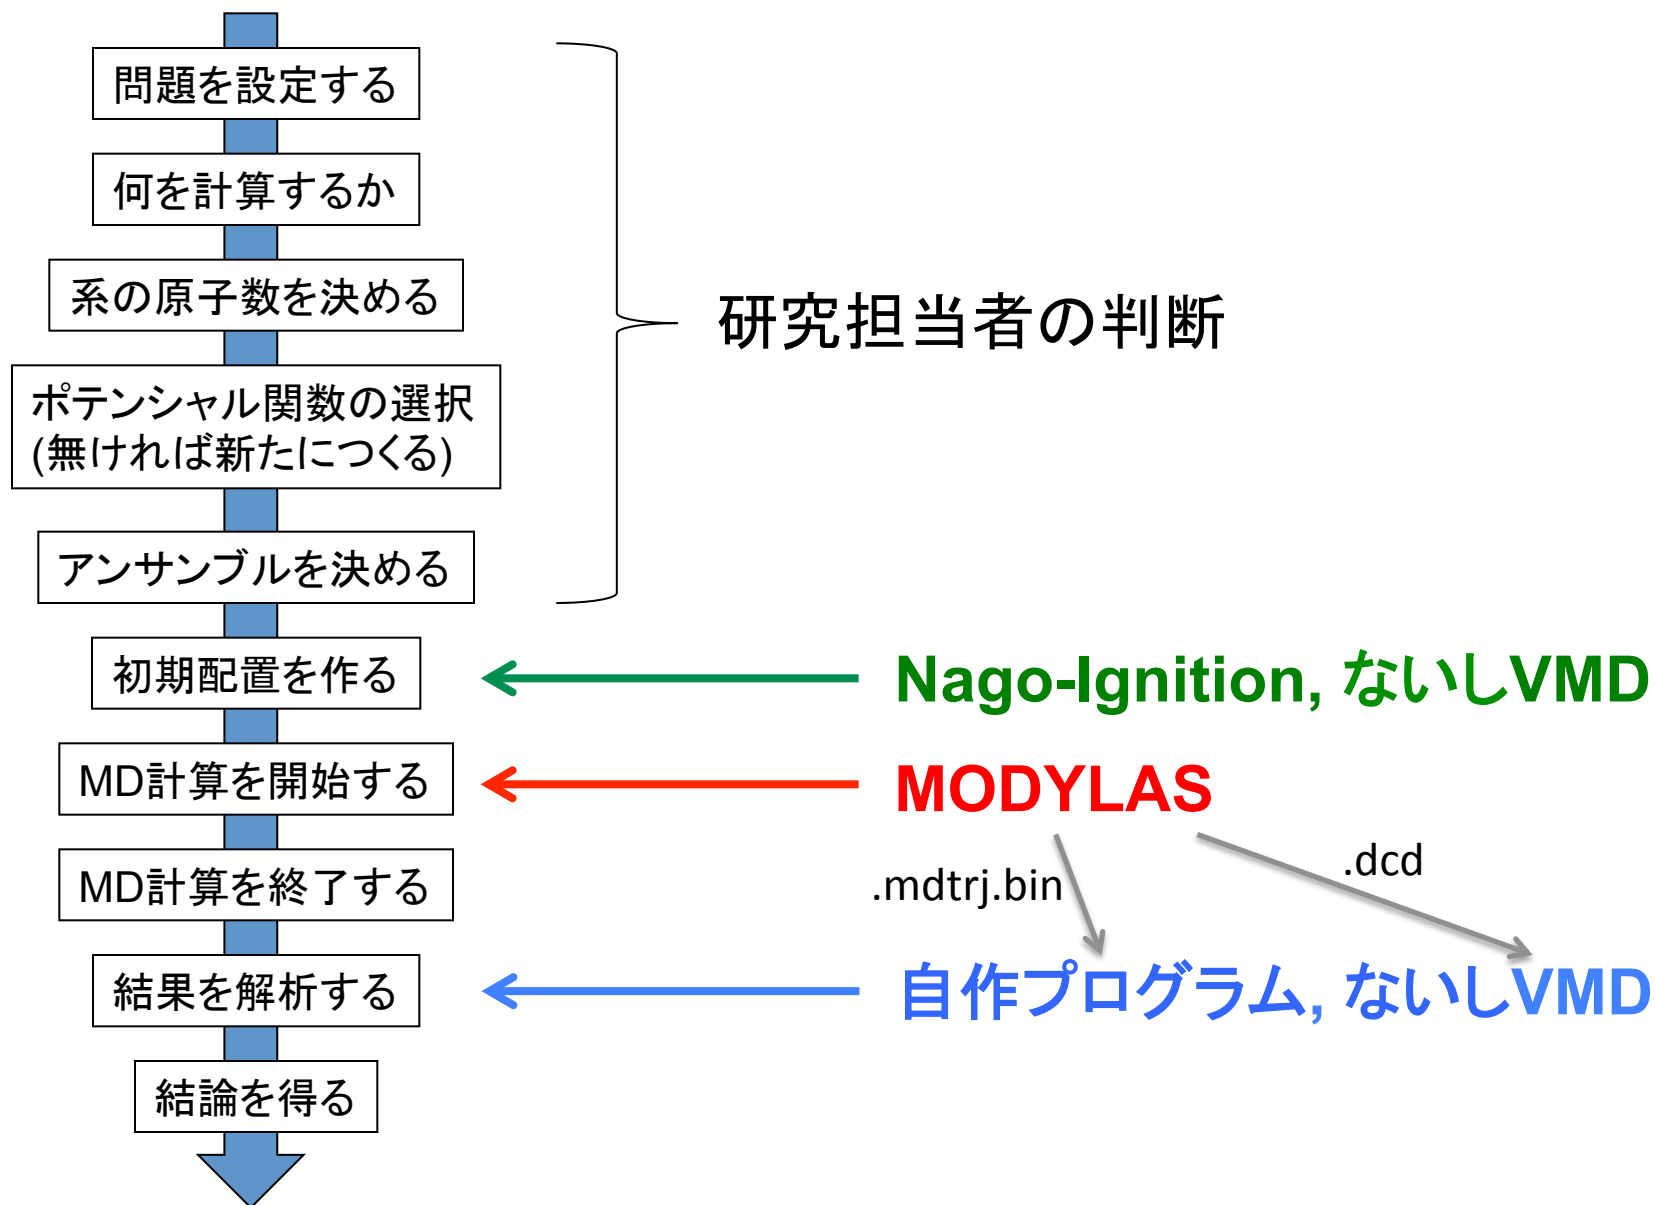 問題を設定する
何を計算するか
系の原子数を決める
ポテンシャル関数の選択
(無ければ新たにつくる)
アンサンブルを決める
研究担当者の判断
初期配置を作る
Nago-Ignition, ないしVMD
MD計算を開始する
MODYLAS
MD計算を終了する
.mdtrj.bin
.dcd
結果を解析する
自作プログラム, ないしVMD
結論を得る